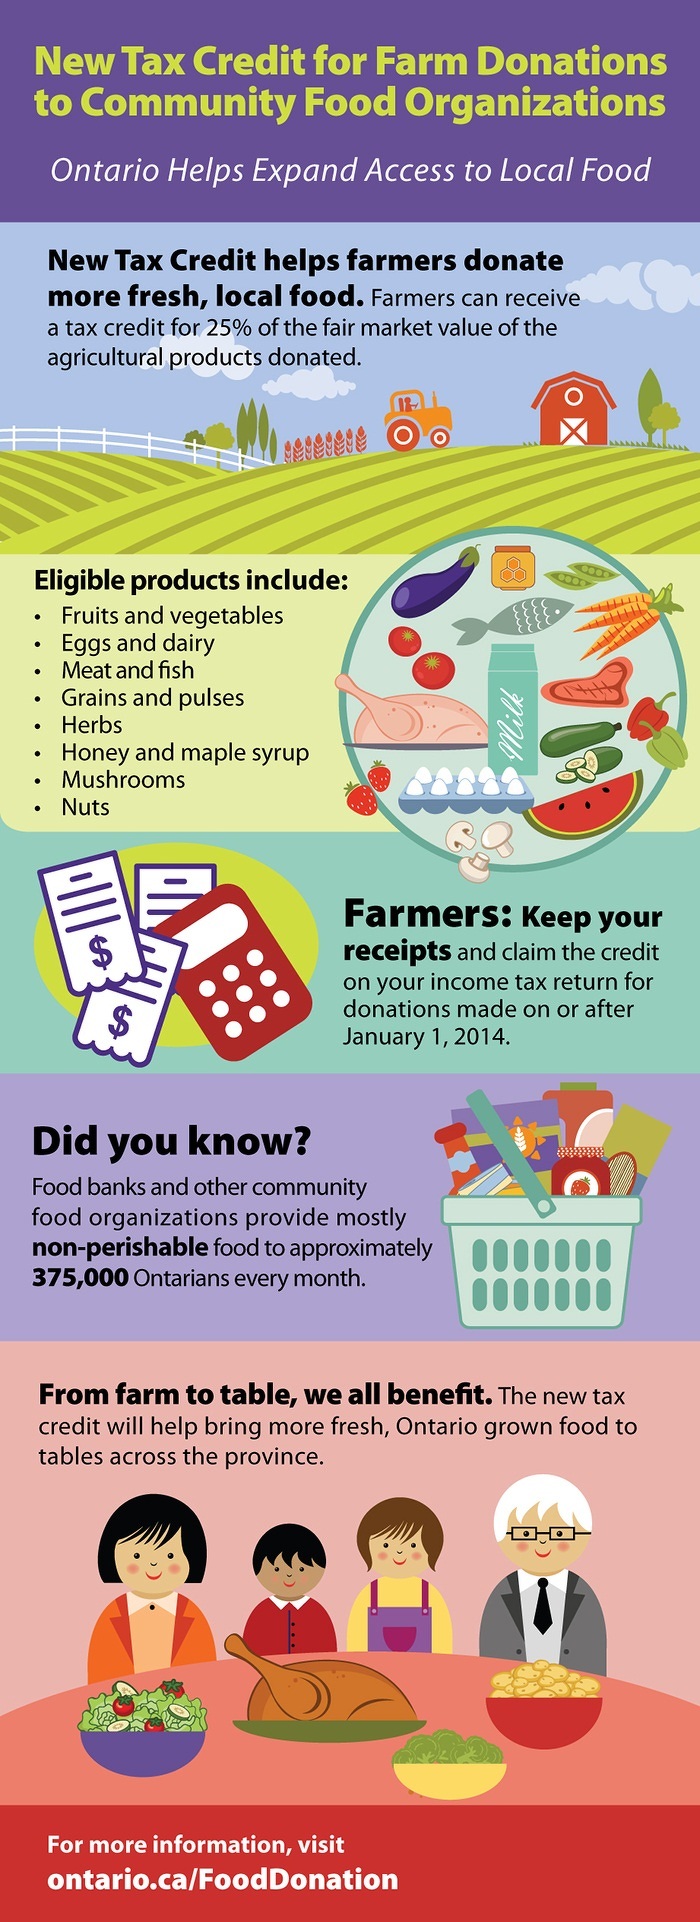 New Tax Credit for Farm Donations
to Community Food Organizations
Ontario Helps Expand Access to Local Food
New Tax Credit helps farmers donate
more fresh, local food. Farmers can receive
a tax credit for 25% of the fair market value of the
agricultural products donated.
Eligible products include:
• Fruits and vegetables
• Eggs and dairy
• Meat and fish
• Grains and pulses
• Herbs
• Honey and maple syrup
• Mushrooms
• Nuts
Milk
$
$
Farmers: Keep your
receipts and claim the credit
on your income tax return for
donations made on or after
January 1, 2014.
Did you know?
Food banks and other community
food organizations provide mostly
non-perishable food to approximately
375,000 Ontarians every month.
From farm to table, we all benefit. The new tax
credit will help bring more fresh, Ontario grown food to
tables across the province.
For more information, visit
ontario.ca/FoodDonation